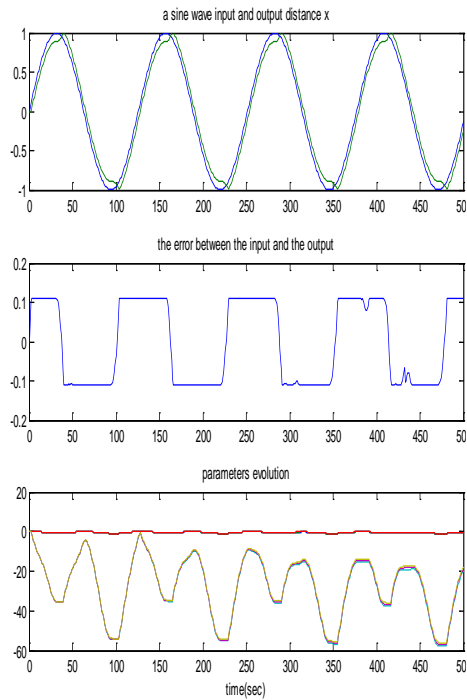 a sine wave input and output distance x
1
0.5
0
-0.5
-1
0 50 100 150 200 250 300 350 400 450 500
the error between the input and the output
0.2
0.1
0
-0.1
-0.2
0 50 100 150 200 250 300 350 400 450 500
parameters evolution
20
0
-20
-40
-60
0 50 100 150 200 250 300 350 400 450 500
time(sec)